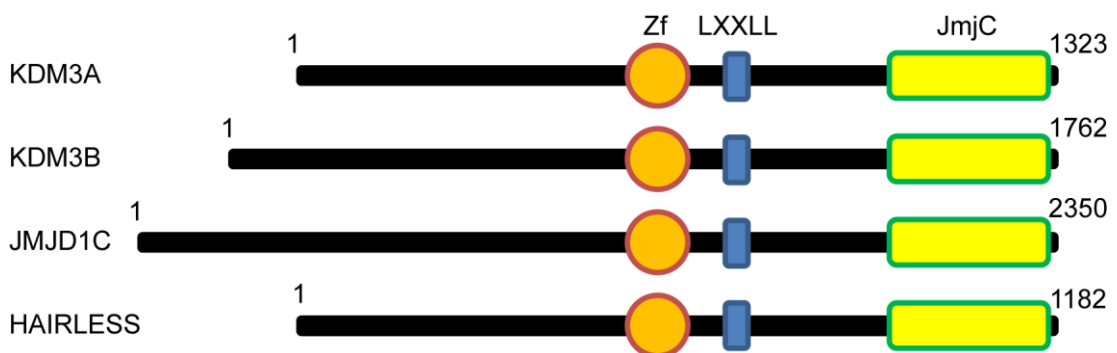 Zf LXXLL JmjC
1 1323
KDM3A
1 1762
KDM3B
1 2350
JMJD1C
1 1182
HAIRLESS